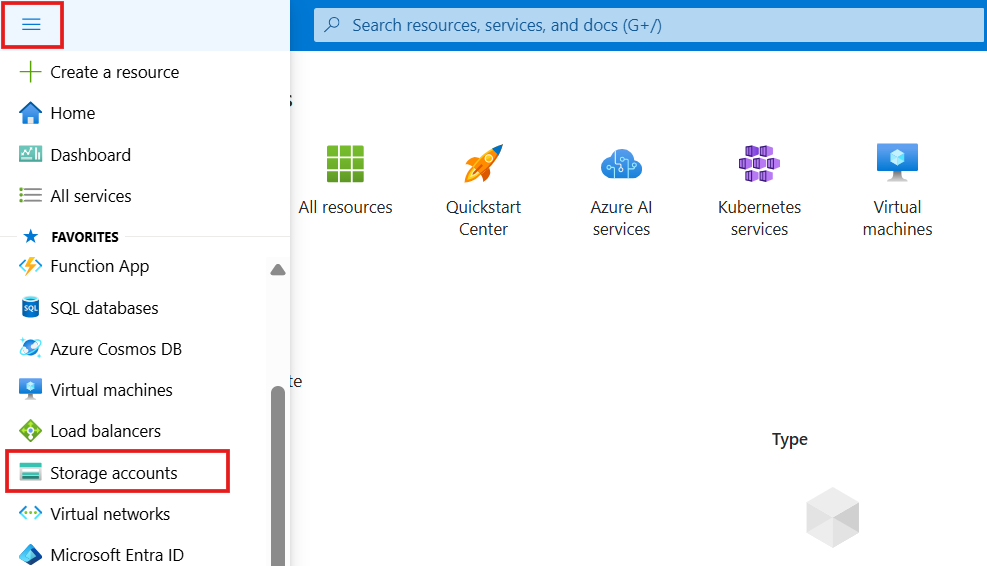 Search resources, services, and docs (G+/)
Create a resource
Home
Dashboard
All services
FAVORITES
Function App
SQL
SQL databases
Azure Cosmos DB
Virtual machines
Load balancers
Storage accounts
Virtual networks
Microsoft Entra ID
All resources
Quickstart
Center
Azure AI
services
Kubernetes
services
Virtual
machines
Type